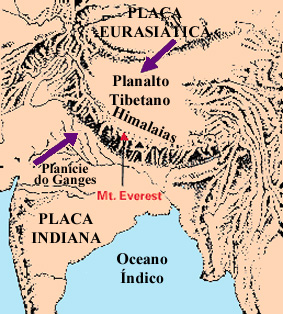 PLACA
EURASIÁTICA
Planalto
Tibetano
Himalaias
Planície
do Ganges
Mt. Everest
PLACA
INDIANA
Oceano
Índico